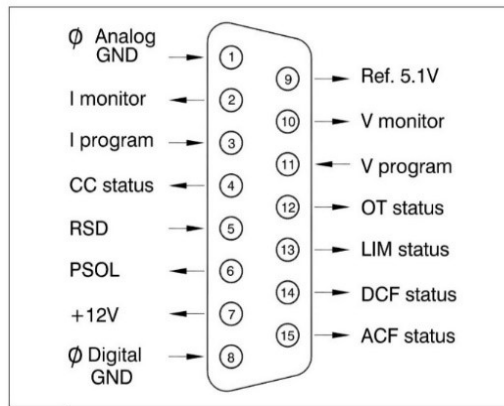 Ø Analog
GND
1
I monitor
2
I program
3
CC status
4
RSD
5
PSOL
6
+12V
7
Ø Digital
GND
8
9
Ref. 5.1V
10
V monitor
11
V program
12
OT status
13
LIM status
14
DCF status
15
ACF status